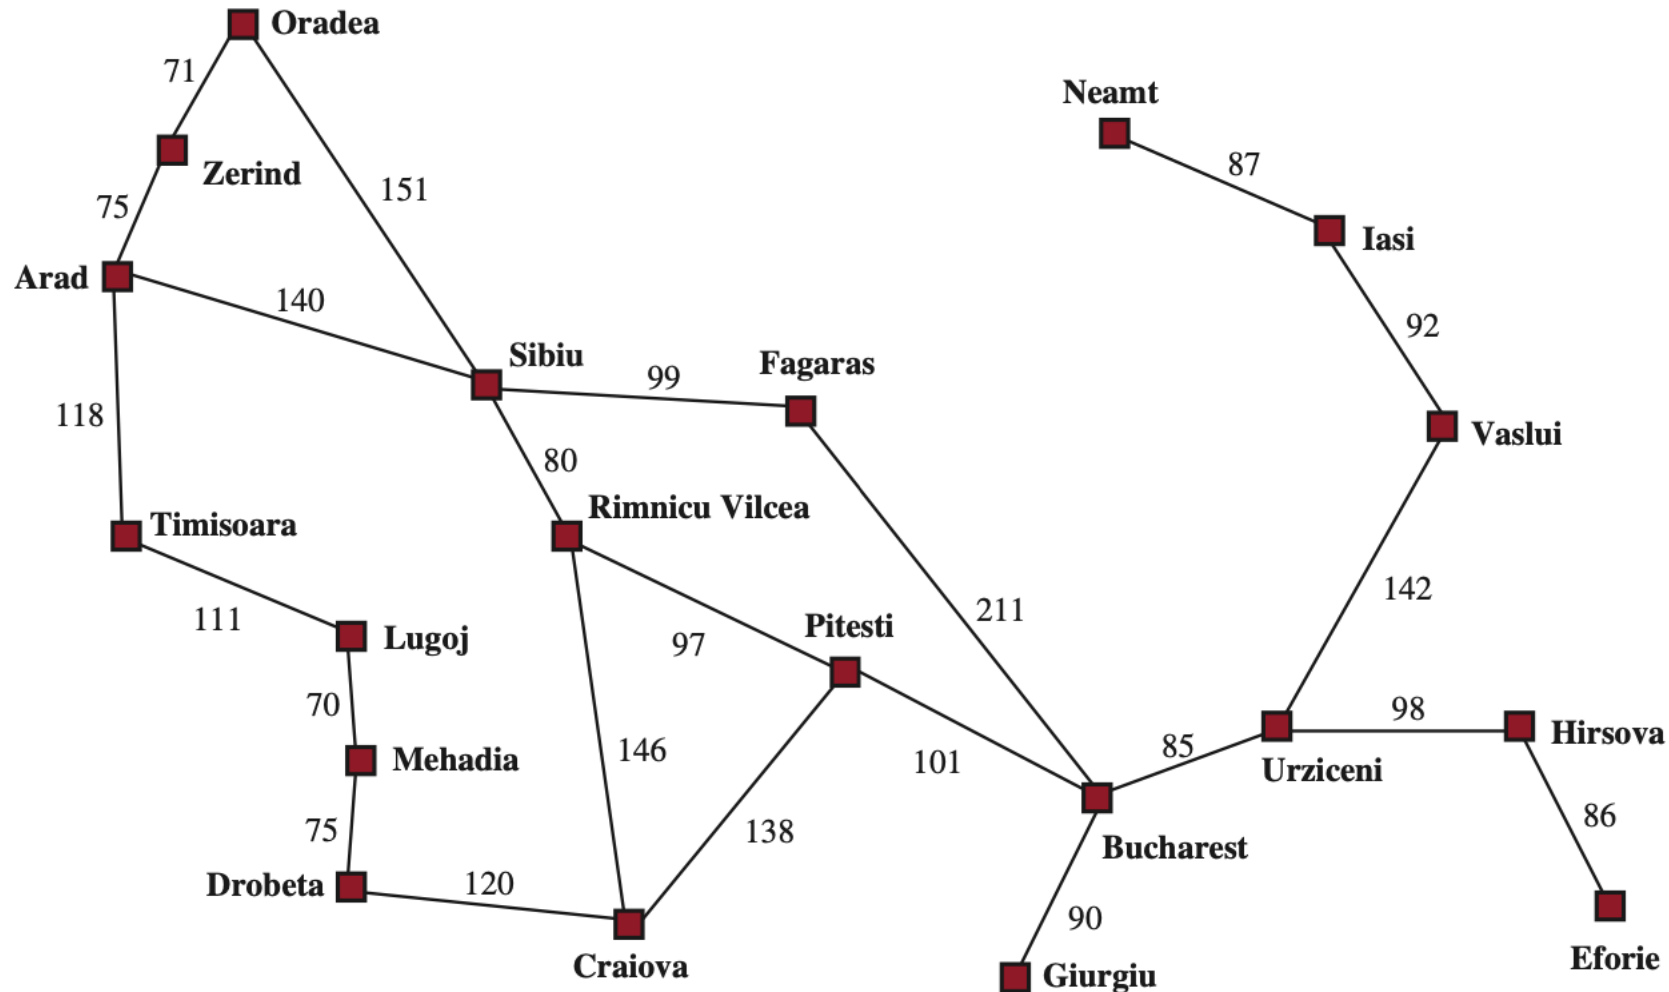 Oradea
71
Neamt
87
Zerind
151
75
Iasi
Arad
140
92
Sibiu
99
Fagaras
118
Vaslui
80
Rimnicu Vilcea
Timisoara
142
211
111
Lugoj
97
Pitesti
70
98
Hirsova
146
85
Mehadia
101
Urziceni
86
75
138
Bucharest
Drobeta
120
90
Craiova
Eforie
Giurgiu